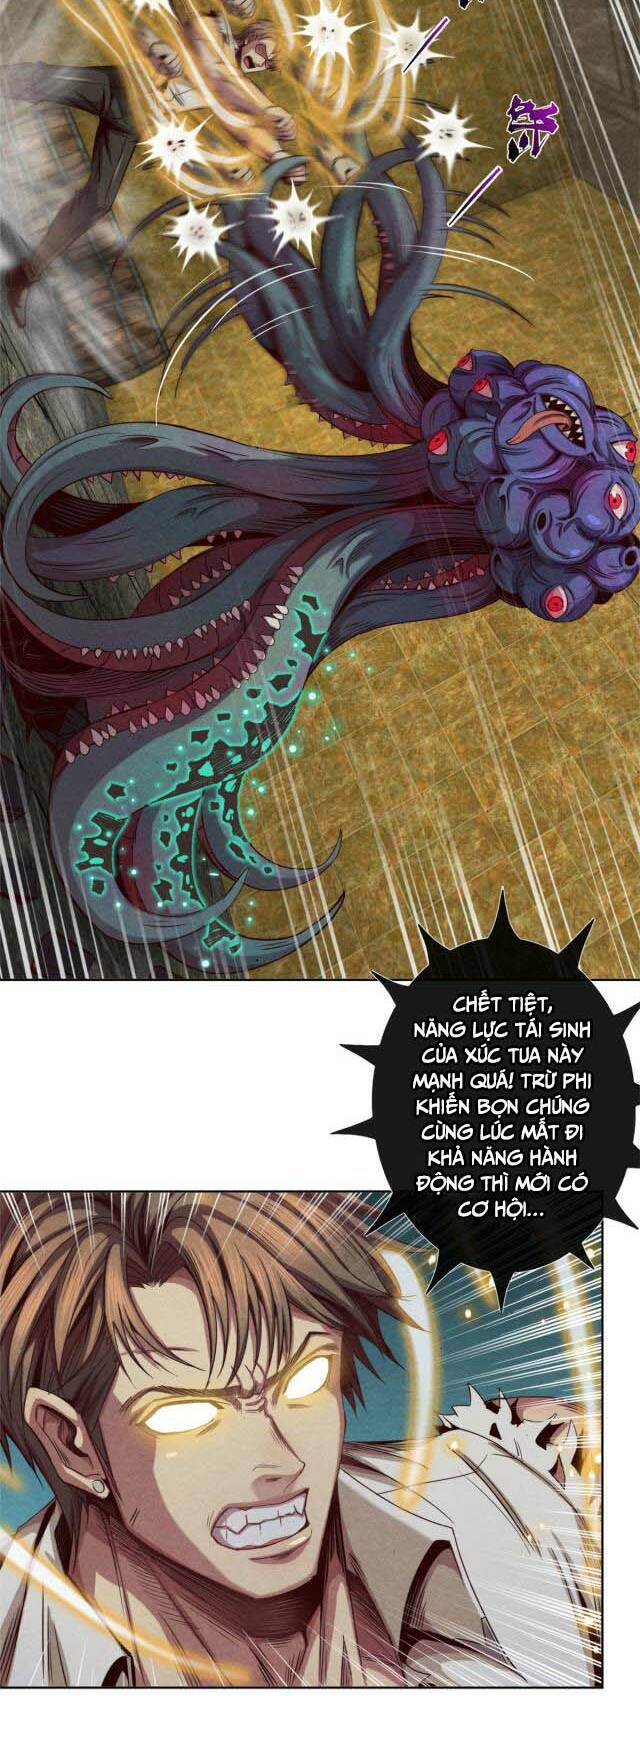 CHẾT TIỆT,
NĂNG LỰC TÁI SINH
CỦA XÚC TUA NÀY
MẠNH QUÁ! TRỪ PHI
KHIẾN BỌN CHÚNG
CÙNG LÚC MẤT ĐI
KHẢ NĂNG HÀNH
ĐỘNG THÌ MỚI CÓ
CƠ HỘI...